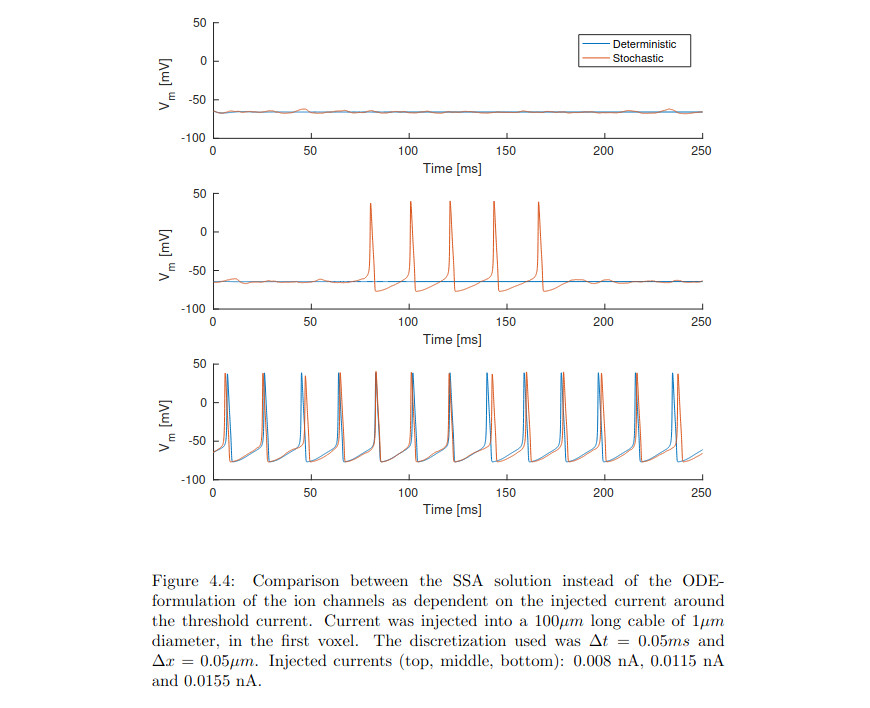 50
0
-50
-100
V_m [mV]
Deterministic
Stochastic
0 50 100 150 200 250
Time [ms]
50
0
-50
-100
V_m [mV]
0 50 100 150 200 250
Time [ms]
50
0
-50
-100
V_m [mV]
0 50 100 150 200 250
Time [ms]
Figure 4.4: Comparison between the SSA solution instead of the ODE-
formulation of the ion channels as dependent on the injected current around
the threshold current. Current was injected into a 100μm long cable of 1μm
diameter, in the first voxel. The discretization used was Δt = 0.05ms and
Δx = 0.05μm. Injected currents (top, middle, bottom): 0.008 nA, 0.0115 nA
and 0.0155 nA.